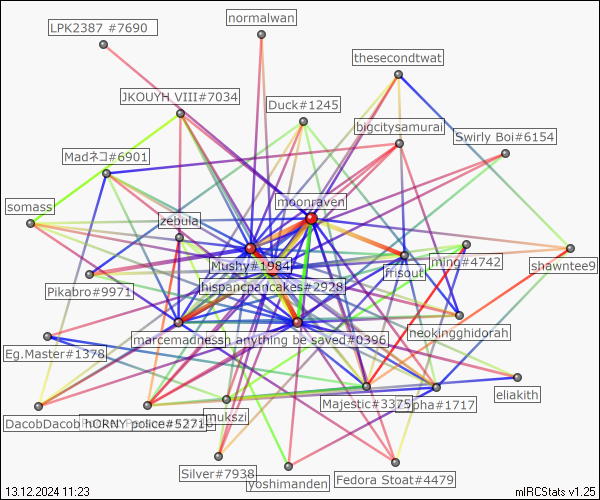 normalwan
LPK2387 #7690
thesecondtwat
JKOUYH VIII#7034
Duck#1245
bigcitysamurai
Swirly Boi#6154
Madネコ#6901
moonraven
somass
zebula
Mushy#1984
ming#4742
shawntee9
frisout
Pikabro#9971
hispancpancakes#2928
heokingghidorah
marcemadness
anything be saved#0396
Eg.Master#1378
eliakith
Majestic#3375
#1717
mukszi
DacobDacob
hORNY police#5271
Silver#7938
yoshimanden
Fedora Stoat#4479
13.12.2024 11:23
mIRCStats v1.25